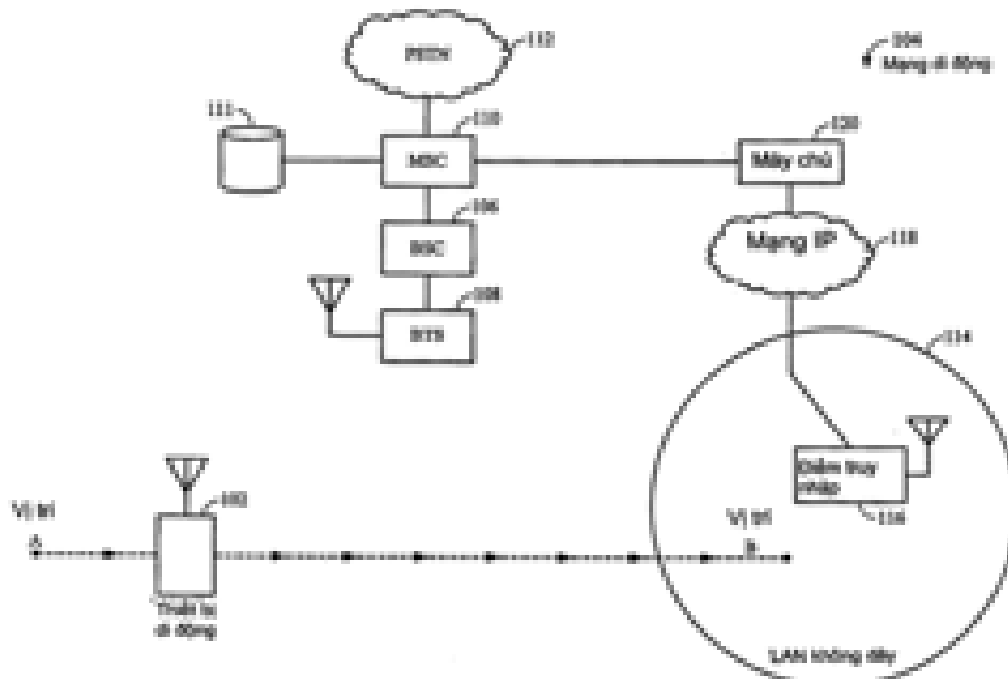 PSTN
112
104
Mạng di động
111
110
MSC
120
Máy chủ
106
BSC
Mạng IP
118
108
BTS
114
102
Điểm truy
nhập
116
Vị trí
Vị trí
Thiết bị
di động
LAN không dây